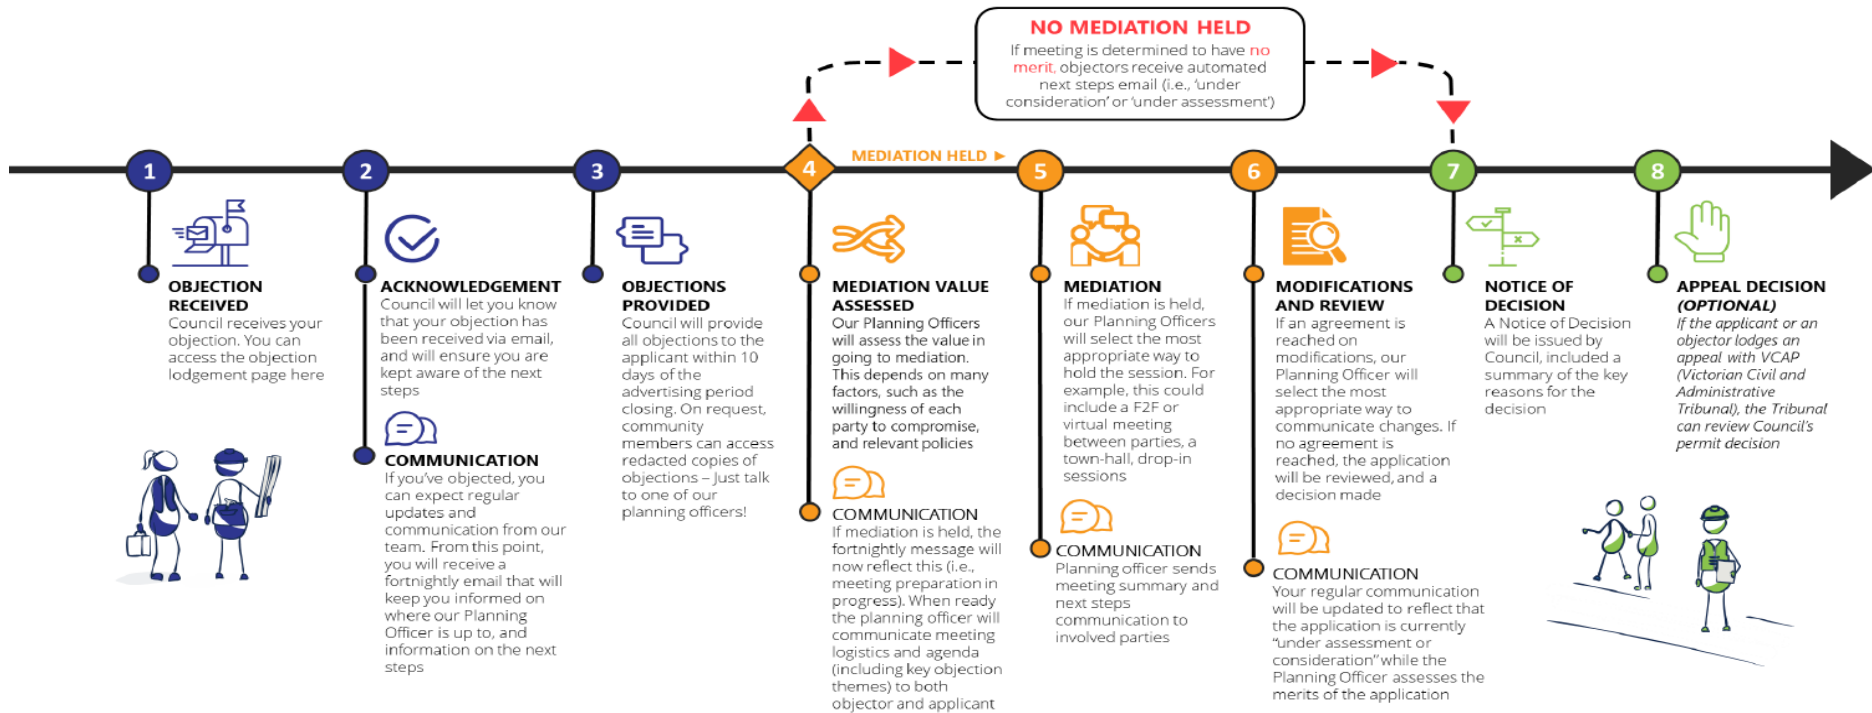 NO MEDIATION HELD
If meeting is determined to have no
merit, objectors receive automated
next steps email (i.e., ‘under
consideration’ or ‘under assessment’)
MEDIATION HELD ►
1
2
3
4
5
6
7
8
OBJECTION
RECEIVED
Council receives your
objection. You can
access the objection
lodgement page here
ACKNOWLEDGEMENT
Council will let you know
that your objection has
been received via email,
and will ensure you are
kept aware of the next
steps
COMMUNICATION
If you’ve objected, you
can expect regular
updates and
communication from our
team. From this point,
you will receive a
fortnightly email that will
keep you informed on
where our Planning
Officer is up to, and
information on the next
steps
OBJECTIONS
PROVIDED
Council will provide
all objections to the
applicant within 10
days of the
advertising period
closing. On request,
community
members can access
redacted copies of
objections – Just talk
to one of our
planning officers!
MEDIATION VALUE
ASSESSED
Our Planning Officers
will assess the value in
going to mediation.
This depends on many
factors, such as the
willingness of each
party to compromise,
and relevant policies
COMMUNICATION
If mediation is held, the
fortnightly message will
now reflect this (i.e.,
meeting preparation in
progress). When ready
the planning officer will
communicate meeting
logistics and agenda
(including key objection
themes) to both
objector and applicant
MEDIATION
If mediation is held,
our Planning Officers
will select the most
appropriate way to
hold the session. For
example, this could
include a F2F or
virtual meeting
between parties, a
town-hall, drop-in
sessions
COMMUNICATION
Planning officer sends
meeting summary and
next steps
communication to
involved parties
MODIFICATIONS
AND REVIEW
If an agreement is
reached on
modifications, our
Planning Officer will
select the most
appropriate way to
communicate changes. If
no agreement is
reached, the application
will be reviewed, and a
decision made
COMMUNICATION
Your regular communication
will be updated to reflect that
the application is currently
“under assessment or
consideration” while the
Planning Officer assesses the
merits of the application
NOTICE OF
DECISION
A Notice of Decision
will be issued by
Council, included a
summary of the key
reasons for the
decision
APPEAL DECISION
(OPTIONAL)
If the applicant or an
objector lodges an
appeal with VCAP
(Victorian Civil and
Administrative
Tribunal), the Tribunal
can review Council’s
permit decision